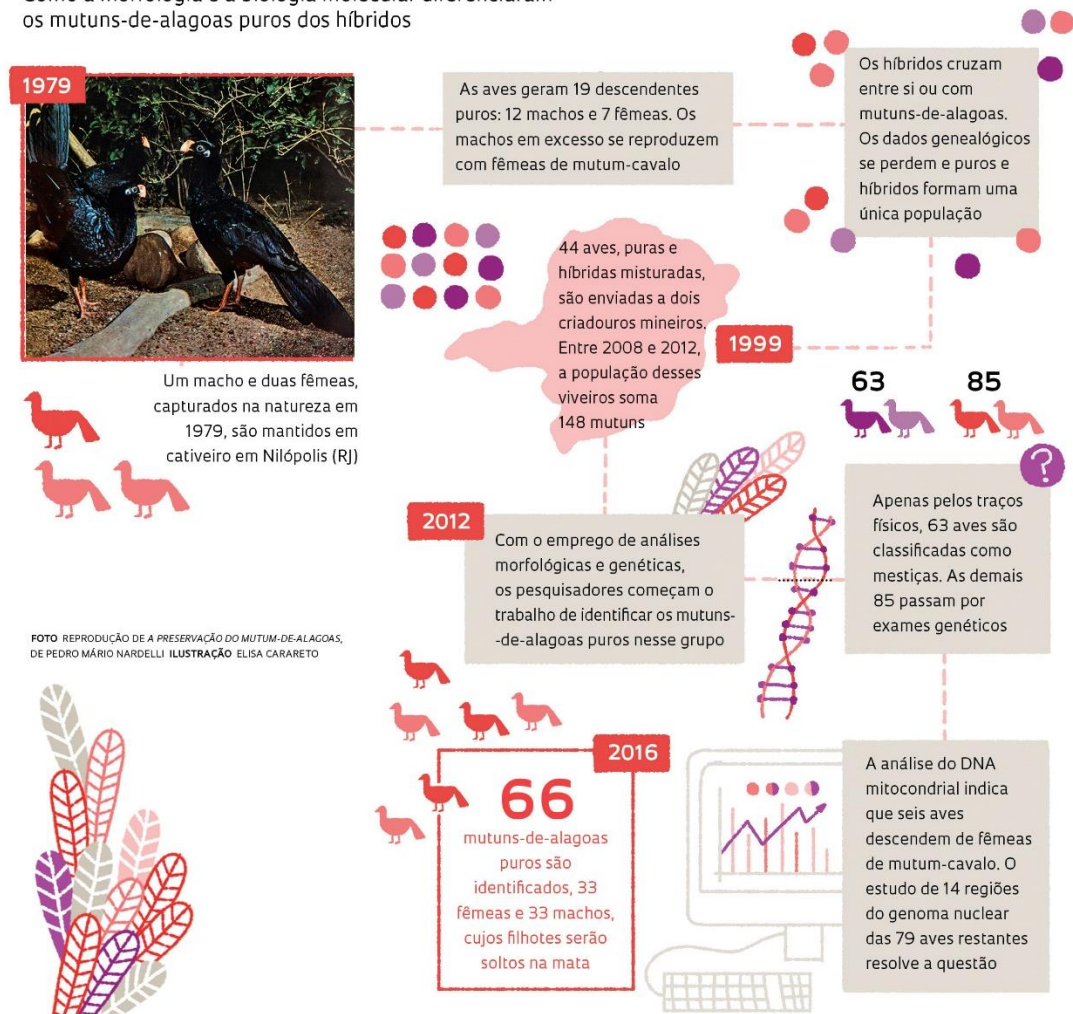 os mutuns-de-alagoas puros dos híbridos
1979
Um macho e duas fêmeas,
capturados na natureza em
1979, são mantidos em
cativeiro em Nilópolis (RJ)
As aves geram 19 descendentes
puros: 12 machos e 7 fêmeas. Os
machos em excesso se reproduzem
com fêmeas de mutum-cavalo
Os híbridos cruzam
entre si ou com
mutuns-de-alagoas.
Os dados genealógicos
se perdem e puros e
híbridos formam uma
única população
1999
44 aves, puras e
híbridas misturadas,
são enviadas a dois
criadouros mineiros.
Entre 2008 e 2012,
a população desses
viveiros soma
148 mutuns
2012
Com o emprego de análises
morfológicas e genéticas,
os pesquisadores começam o
trabalho de identificar os mutuns-
-de-alagoas puros nesse grupo
63 85
?
Apenas pelos traços
físicos, 63 aves são
classificadas como
mestiças. As demais
85 passam por
exames genéticos
A análise do DNA
mitocondrial indica
que seis aves
descendem de fêmeas
de mutum-cavalo. O
estudo de 14 regiões
do genoma nuclear
das 79 aves restantes
resolve a questão
2016
66
mutuns-de-alagoas
puros são
identificados, 33
fêmeas e 33 machos,
cujos filhotes serão
soltos na mata
FOTO REPRODUÇÃO DE A PRESERVAÇÃO DO MUTUM-DE-ALAGOAS,
DE PEDRO MÁRIO NARDELLI ILUSTRAÇÃO ELISA CARARETO